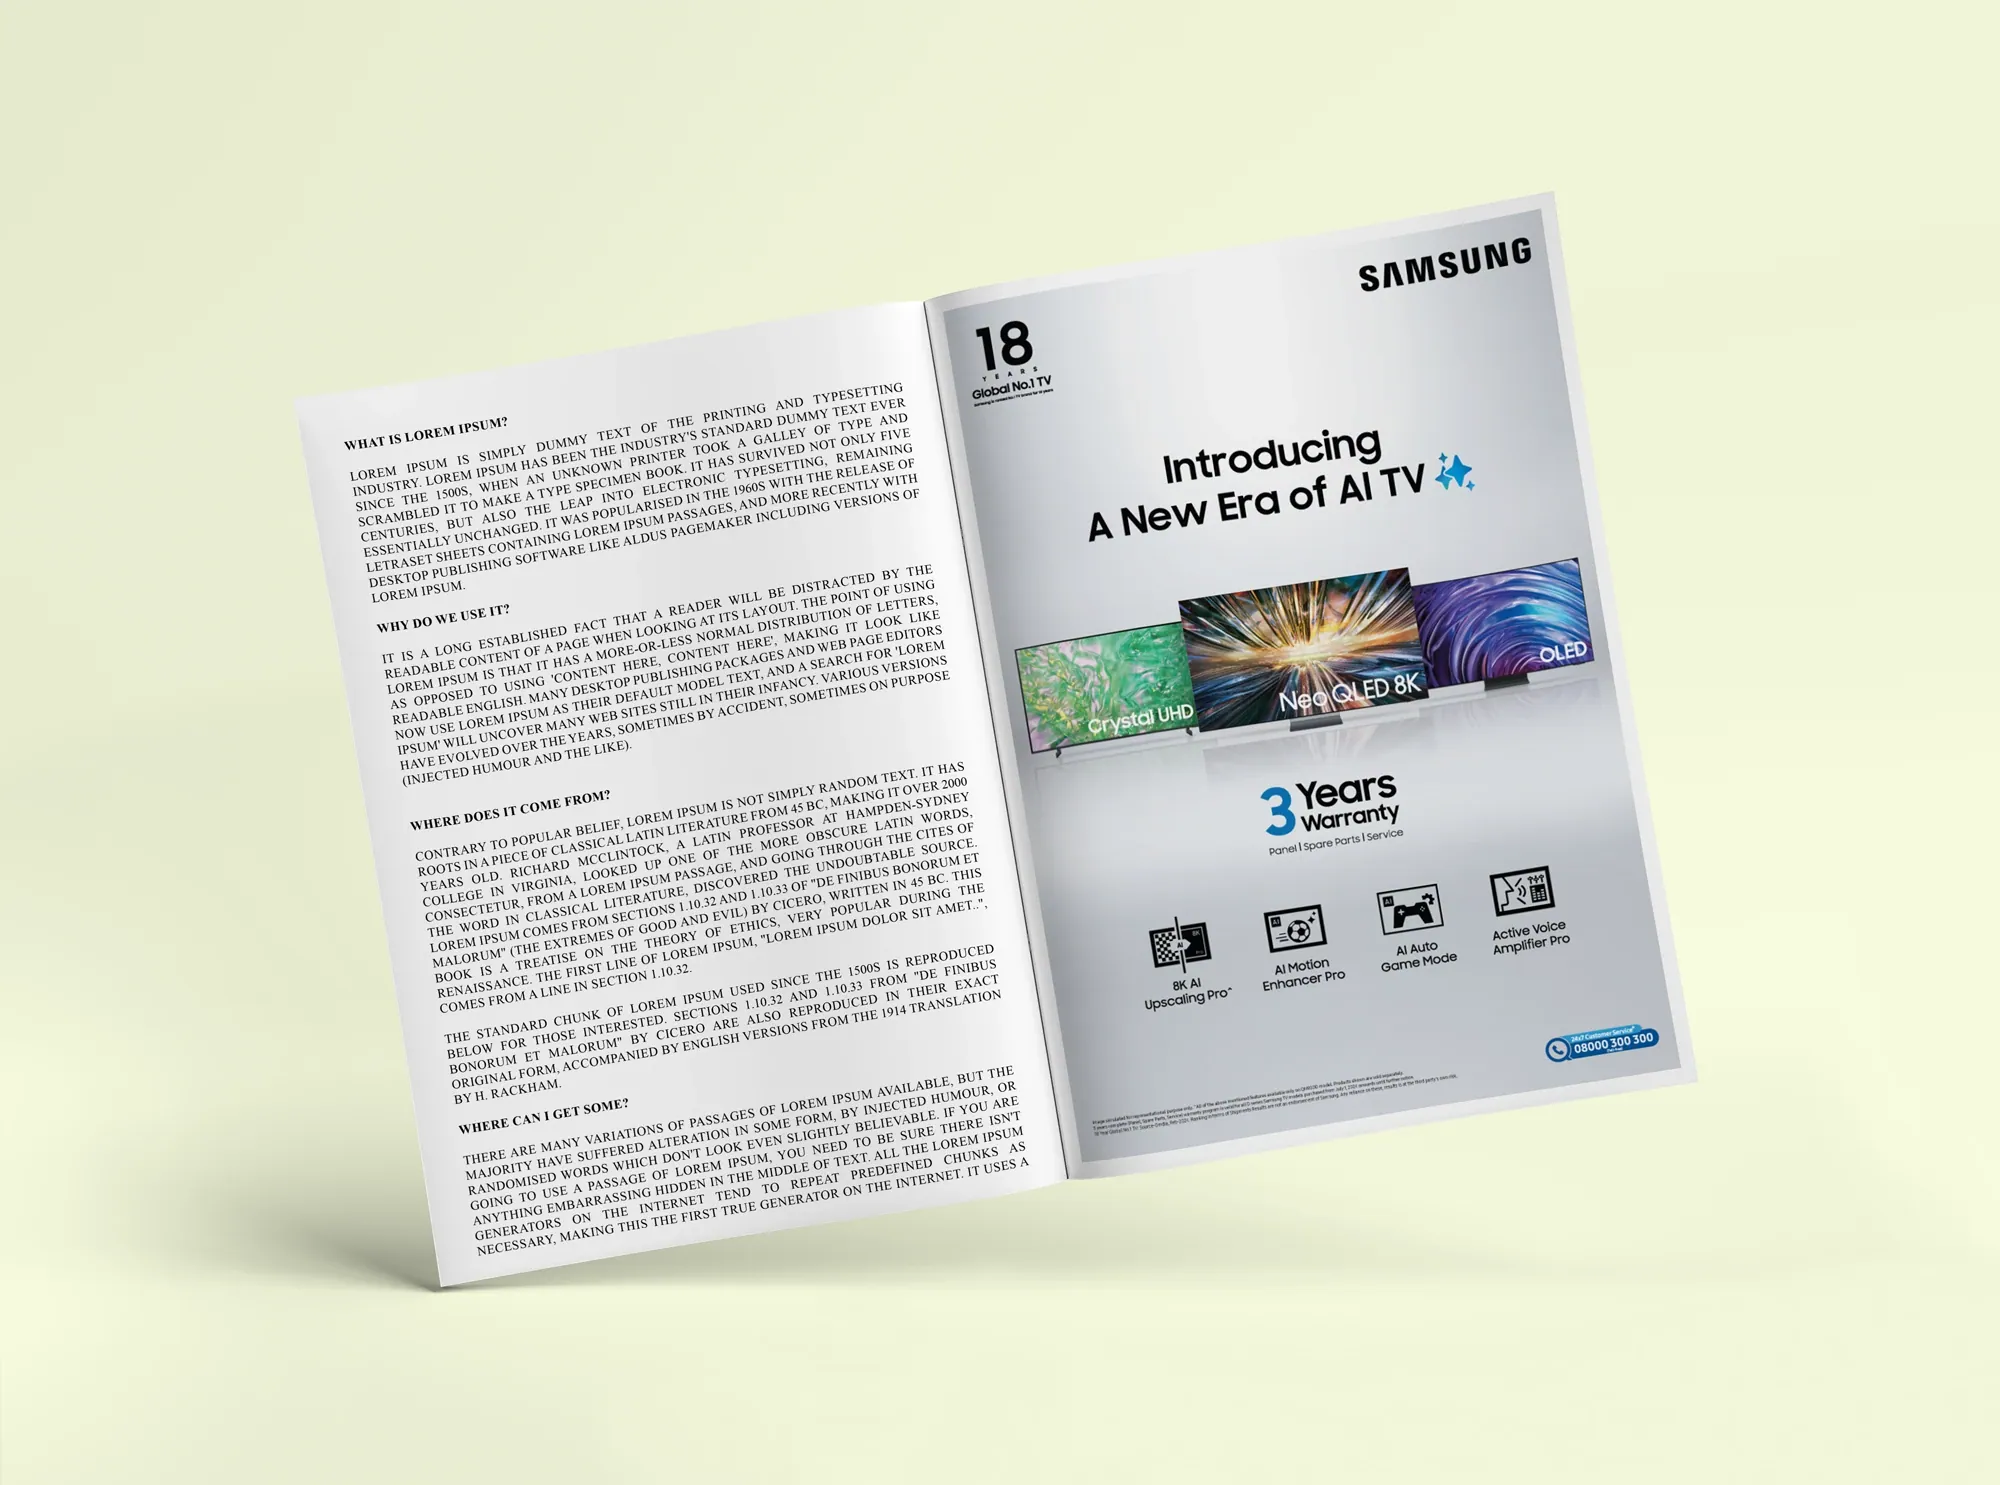 WHAT IS LOREM IPSUM?
LOREM IPSUM IS SIMPLY DUMMY TEXT OF THE PRINTING AND TYPESETTING
INDUSTRY. LOREM IPSUM HAS BEEN THE INDUSTRY'S STANDARD DUMMY TEXT EVER
SINCE THE 1500S, WHEN AN UNKNOWN PRINTER TOOK A GALLEY OF TYPE AND
SCRAMBLED IT TO MAKE A TYPE SPECIMEN BOOK. IT HAS SURVIVED NOT ONLY FIVE
CENTURIES, BUT ALSO THE LEAP INTO ELECTRONIC TYPESETTING, REMAINING
ESSENTIALLY UNCHANGED. IT WAS POPULARISED IN THE 1960S WITH THE RELEASE OF
LETRASET SHEETS CONTAINING LOREM IPSUM PASSAGES, AND MORE RECENTLY WITH
DESKTOP PUBLISHING SOFTWARE LIKE ALDUS PAGEMAKER INCLUDING VERSIONS OF
LOREM IPSUM.
WHY DO WE USE IT?
IT IS A LONG ESTABLISHED FACT THAT A READER WILL BE DISTRACTED BY THE
READABLE CONTENT OF A PAGE WHEN LOOKING AT ITS LAYOUT. THE POINT OF USING
LOREM IPSUM IS THAT IT HAS A MORE-OR-LESS NORMAL DISTRIBUTION OF LETTERS,
AS OPPOSED TO USING 'CONTENT HERE, CONTENT HERE', MAKING IT LOOK LIKE
READABLE ENGLISH. MANY DESKTOP PUBLISHING PACKAGES AND WEB PAGE EDITORS
NOW USE LOREM IPSUM AS THEIR DEFAULT MODEL TEXT, AND A SEARCH FOR 'LOREM
IPSUM' WILL UNCOVER MANY WEB SITES STILL IN THEIR INFANCY. VARIOUS VERSIONS
HAVE EVOLVED OVER THE YEARS, SOMETIMES BY ACCIDENT, SOMETIMES ON PURPOSE
(INJECTED HUMOUR AND THE LIKE).
WHERE DOES IT COME FROM?
CONTRARY TO POPULAR BELIEF, LOREM IPSUM IS NOT SIMPLY RANDOM TEXT. IT HAS
ROOTS IN A PIECE OF CLASSICAL LATIN LITERATURE FROM 45 BC, MAKING IT OVER 2000
YEARS OLD. RICHARD MCCLINTOCK, A LATIN PROFESSOR AT HAMPDEN-SYDNEY
COLLEGE IN VIRGINIA, LOOKED UP ONE OF THE MORE OBSCURE LATIN WORDS,
CONSECTETUR, FROM A LOREM IPSUM PASSAGE, AND GOING THROUGH THE CITES OF
THE WORD IN CLASSICAL LITERATURE, DISCOVERED THE UNDOUBTABLE SOURCE.
LOREM IPSUM COMES FROM SECTIONS 1.10.32 AND 1.10.33 OF "DE FINIBUS BONORUM ET
MALORUM" (THE EXTREMES OF GOOD AND EVIL) BY CICERO, WRITTEN IN 45 BC. THIS
BOOK IS A TREATISE ON THE THEORY OF ETHICS, VERY POPULAR DURING THE
RENAISSANCE. THE FIRST LINE OF LOREM IPSUM, "LOREM IPSUM DOLOR SIT AMET..",
COMES FROM A LINE IN SECTION 1.10.32.
THE STANDARD CHUNK OF LOREM IPSUM USED SINCE THE 1500S IS REPRODUCED
BELOW FOR THOSE INTERESTED. SECTIONS 1.10.32 AND 1.10.33 FROM "DE FINIBUS
BONORUM ET MALORUM" BY CICERO ARE ALSO REPRODUCED IN THEIR EXACT
ORIGINAL FORM, ACCOMPANIED BY ENGLISH VERSIONS FROM THE 1914 TRANSLATION
BY H. RACKHAM.
WHERE CAN I GET SOME?
THERE ARE MANY VARIATIONS OF PASSAGES OF LOREM IPSUM AVAILABLE, BUT THE
MAJORITY HAVE SUFFERED ALTERATION IN SOME FORM, BY INJECTED HUMOUR, OR
RANDOMISED WORDS WHICH DON'T LOOK EVEN SLIGHTLY BELIEVABLE. IF YOU ARE
GOING TO USE A PASSAGE OF LOREM IPSUM, YOU NEED TO BE SURE THERE ISN'T
ANYTHING EMBARRASSING HIDDEN IN THE MIDDLE OF TEXT. ALL THE LOREM IPSUM
GENERATORS ON THE INTERNET TEND TO REPEAT PREDEFINED CHUNKS AS
NECESSARY, MAKING THIS THE FIRST TRUE GENERATOR ON THE INTERNET. IT USES A
SAMSUNG
18
YEARS
Global No.1 TV
Introducing
A New Era of AI TV
Crystal UHD
Neo QLED 8K
OLED
3 Years
Warranty
Panel | Spare Parts | Service
8K AI
Upscaling Pro^
AI Motion
Enhancer Pro
AI Auto
Game Mode
Active Voice
Amplifier Pro
24x7 Customer Service
08000 300 300